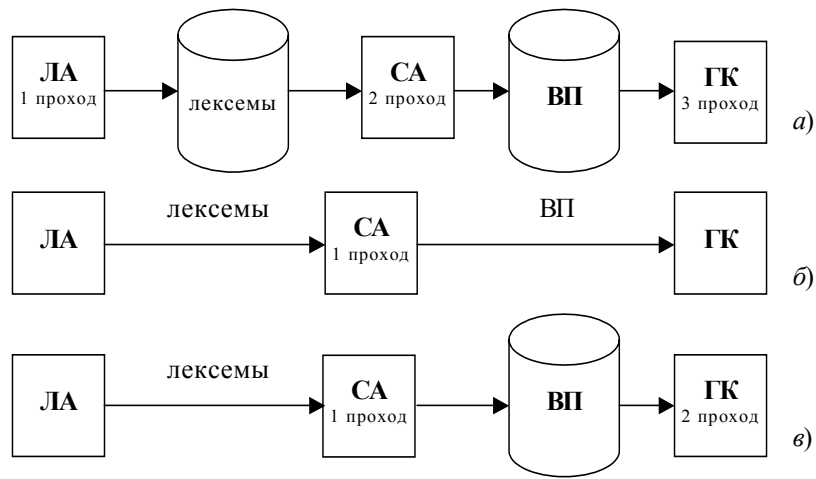 ЛА
1 проход
лексемы
СА
2 проход
ВП
ГК
3 проход
а)
ЛА
лексемы
СА
1 проход
ВП
ГК
б)
ЛА
лексемы
СА
1 проход
ВП
ГК
2 проход
в)